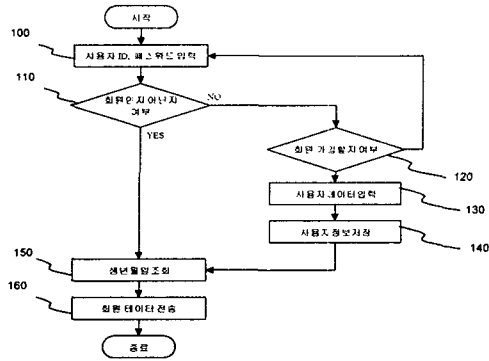 시작
100
사용자 ID, 패스워드 입력
110
회원인지 아닌지
여부
NO
YES
회원 가입할지 여부
120
사용자 데이터 입력
130
사용자 정보 저장
140
150
생년월일 조회
160
회원 데이터 전송
종료